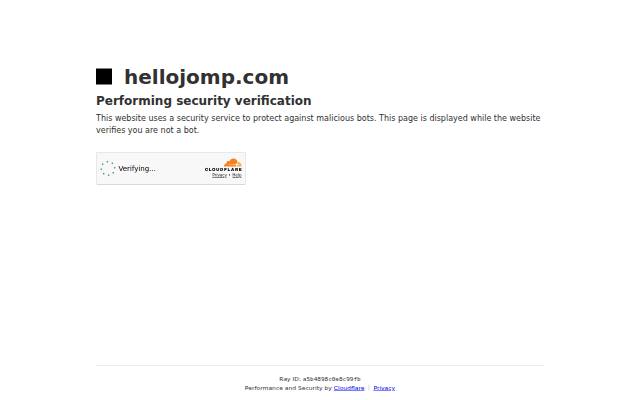 hellojomp.com
Performing security verification
This website uses a security service to protect against malicious bots. This page is displayed while the website
verifies you are not a bot.
Verifying...
CLOUDFLARE
Privacy • Help
Ray ID: a5b4898c0e8c99fb
Performance and Security by Cloudflare | Privacy